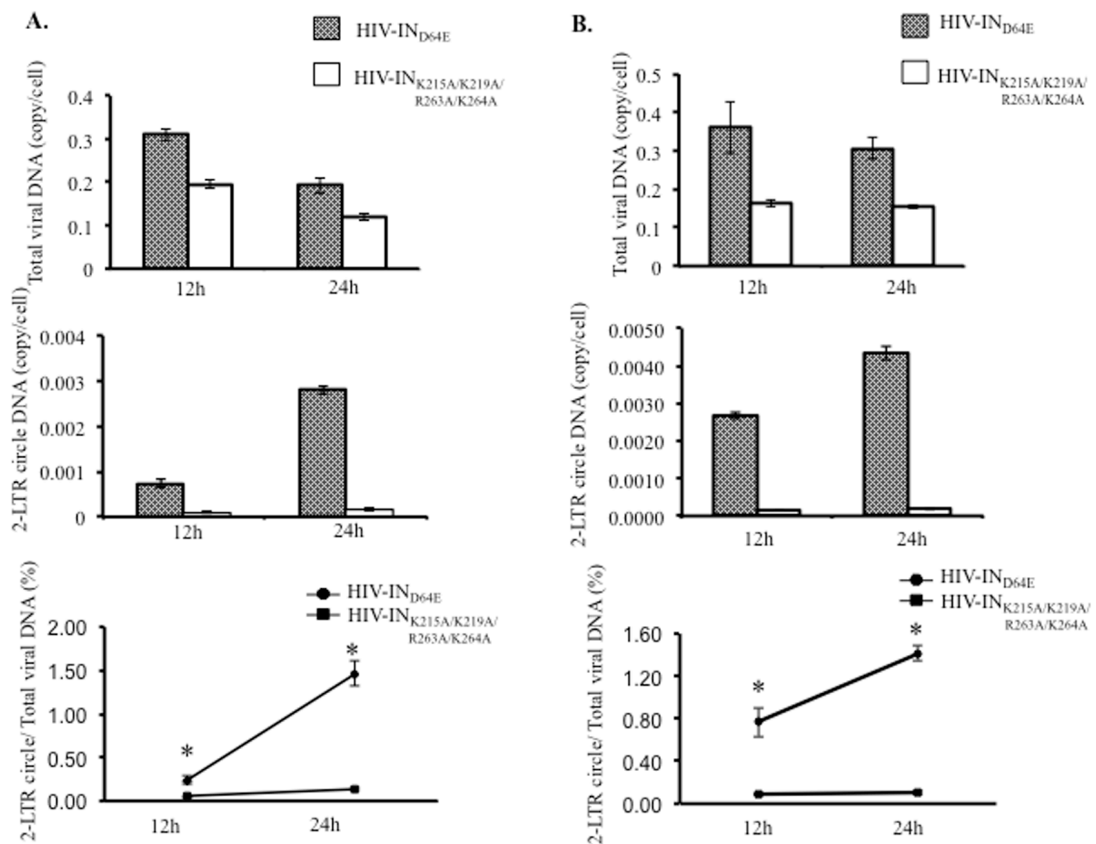 A.
HIV-IND64E
HIV-INK215A/K219A/
R263A/K264A
Total viral DNA (copy/cell)
0.4
0.3
0.2
0.1
0
12h
24h
2-LTR circle DNA (copy/cell)
0.004
0.003
0.002
0.001
0
12h
24h
2-LTR circle/ Total viral DNA (%)
HIV-IND64E
HIV-INK215A/K219A/
R263A/K264A
2.00
1.50
1.00
0.50
0.00
*
*
12h
24h
B.
HIV-IND64E
HIV-INK215A/K219A/
R263A/K264A
Total viral DNA (copy/cell)
0.5
0.4
0.3
0.2
0.1
0
12h
24h
2-LTR circle DNA (copy/cell)
0.0050
0.0040
0.0030
0.0020
0.0010
0.0000
12h
24h
2-LTR circle/ Total viral DNA (%)
HIV-IND64E
HIV-INK215A/K219A/
R263A/K264A
1.60
1.20
0.80
0.40
0.00
*
*
12h
24h